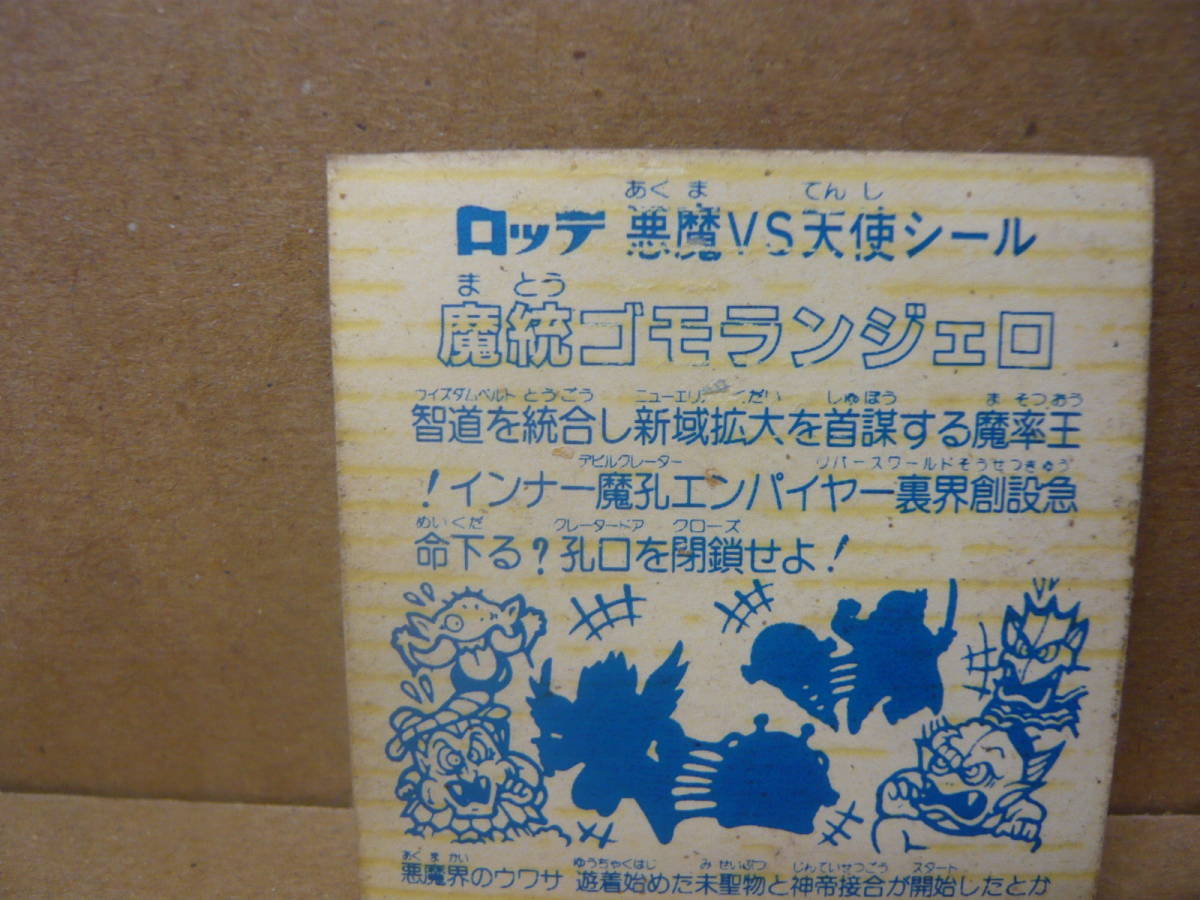 あくま てんし
ロッテ 悪魔VS天使シール
まとう
魔統ゴモランジェロ
ウイズダムベルト とうごう ニューエリア だい しゅぼう まそつおう
智道を統合し新域拡大を首謀する魔率王
デビルクレーター リバースワールドそうせつきゅう
!インナー魔孔エンパイヤー裏界創設急
めいくだ クレータードア クローズ
命下る?孔口を閉鎖せよ!
あくまかい ゆうちゃくはじ みせいぶつ じんていせつごう スタート
悪魔界のウワサ 遊着始めた未聖物と神帝接合が開始したとか